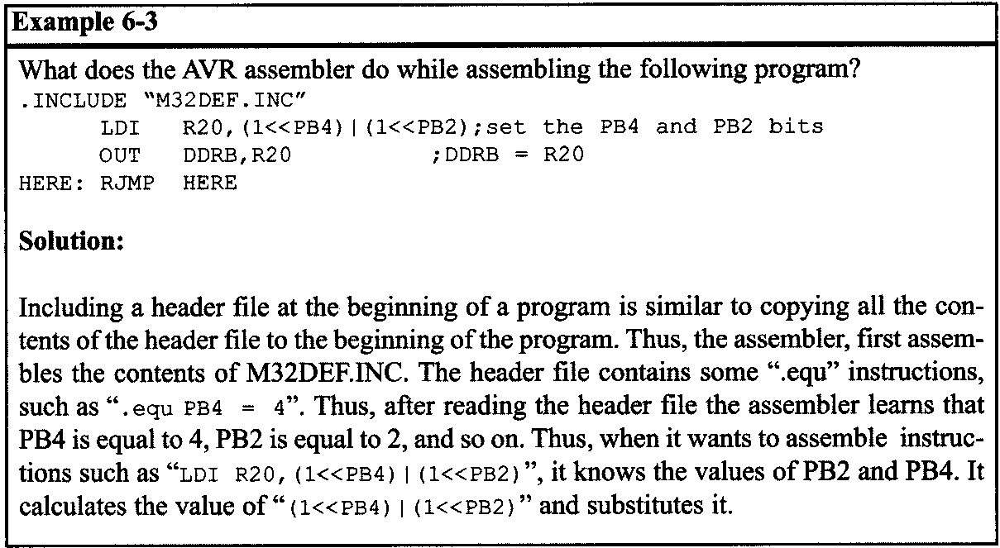 Example 6-3
What does the AVR assembler do while assembling the following program?
.INCLUDE "M32DEF.INC"
LDI R20,(1<<PB4)|(1<<PB2);set the PB4 and PB2 bits
OUT DDRB,R20 ;DDRB = R20
HERE: RJMP HERE
Solution:
Including a header file at the beginning of a program is similar to copying all the con-
tents of the header file to the beginning of the program. Thus, the assembler, first assem-
bles the contents of M32DEF.INC. The header file contains some “.equ” instructions,
such as “.equ PB4 = 4”. Thus, after reading the header file the assembler learns that
PB4 is equal to 4, PB2 is equal to 2, and so on. Thus, when it wants to assemble instruc-
tions such as “LDI R20,(1<<PB4)|(1<<PB2)”, it knows the values of PB2 and PB4. It
calculates the value of “(1<<PB4)|(1<<PB2)” and substitutes it.